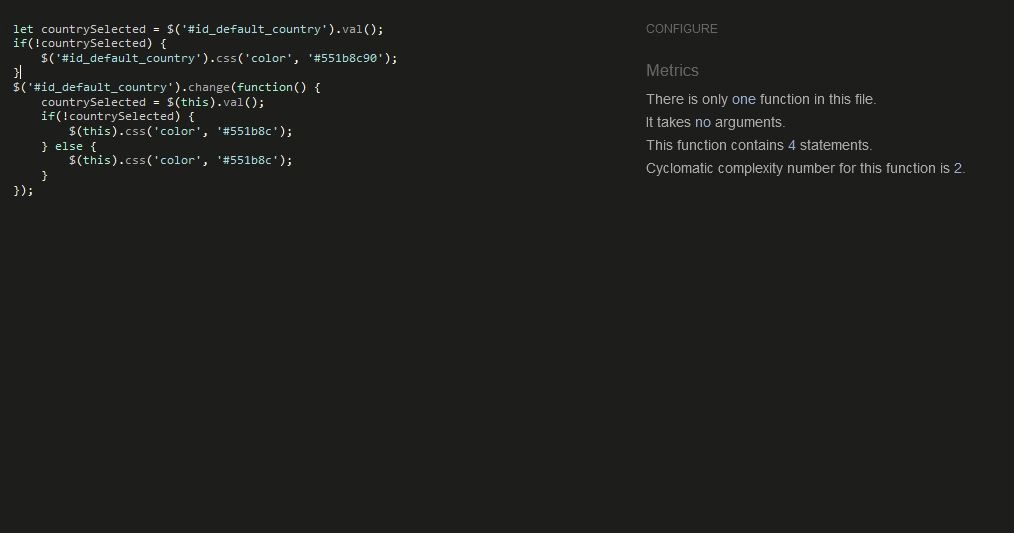 let countrySelected = $('#id_default_country').val();
if(!countrySelected) {
    $('#id_default_country').css('color', '#551b8c90');
}
$('#id_default_country').change(function() {
    countrySelected = $(this).val();
    if(!countrySelected) {
        $(this).css('color', '#551b8c');
    } else {
        $(this).css('color', '#551b8c');
    }
});
CONFIGURE
Metrics
There is only one function in this file.
It takes no arguments.
This function contains 4 statements.
Cyclomatic complexity number for this function is 2.